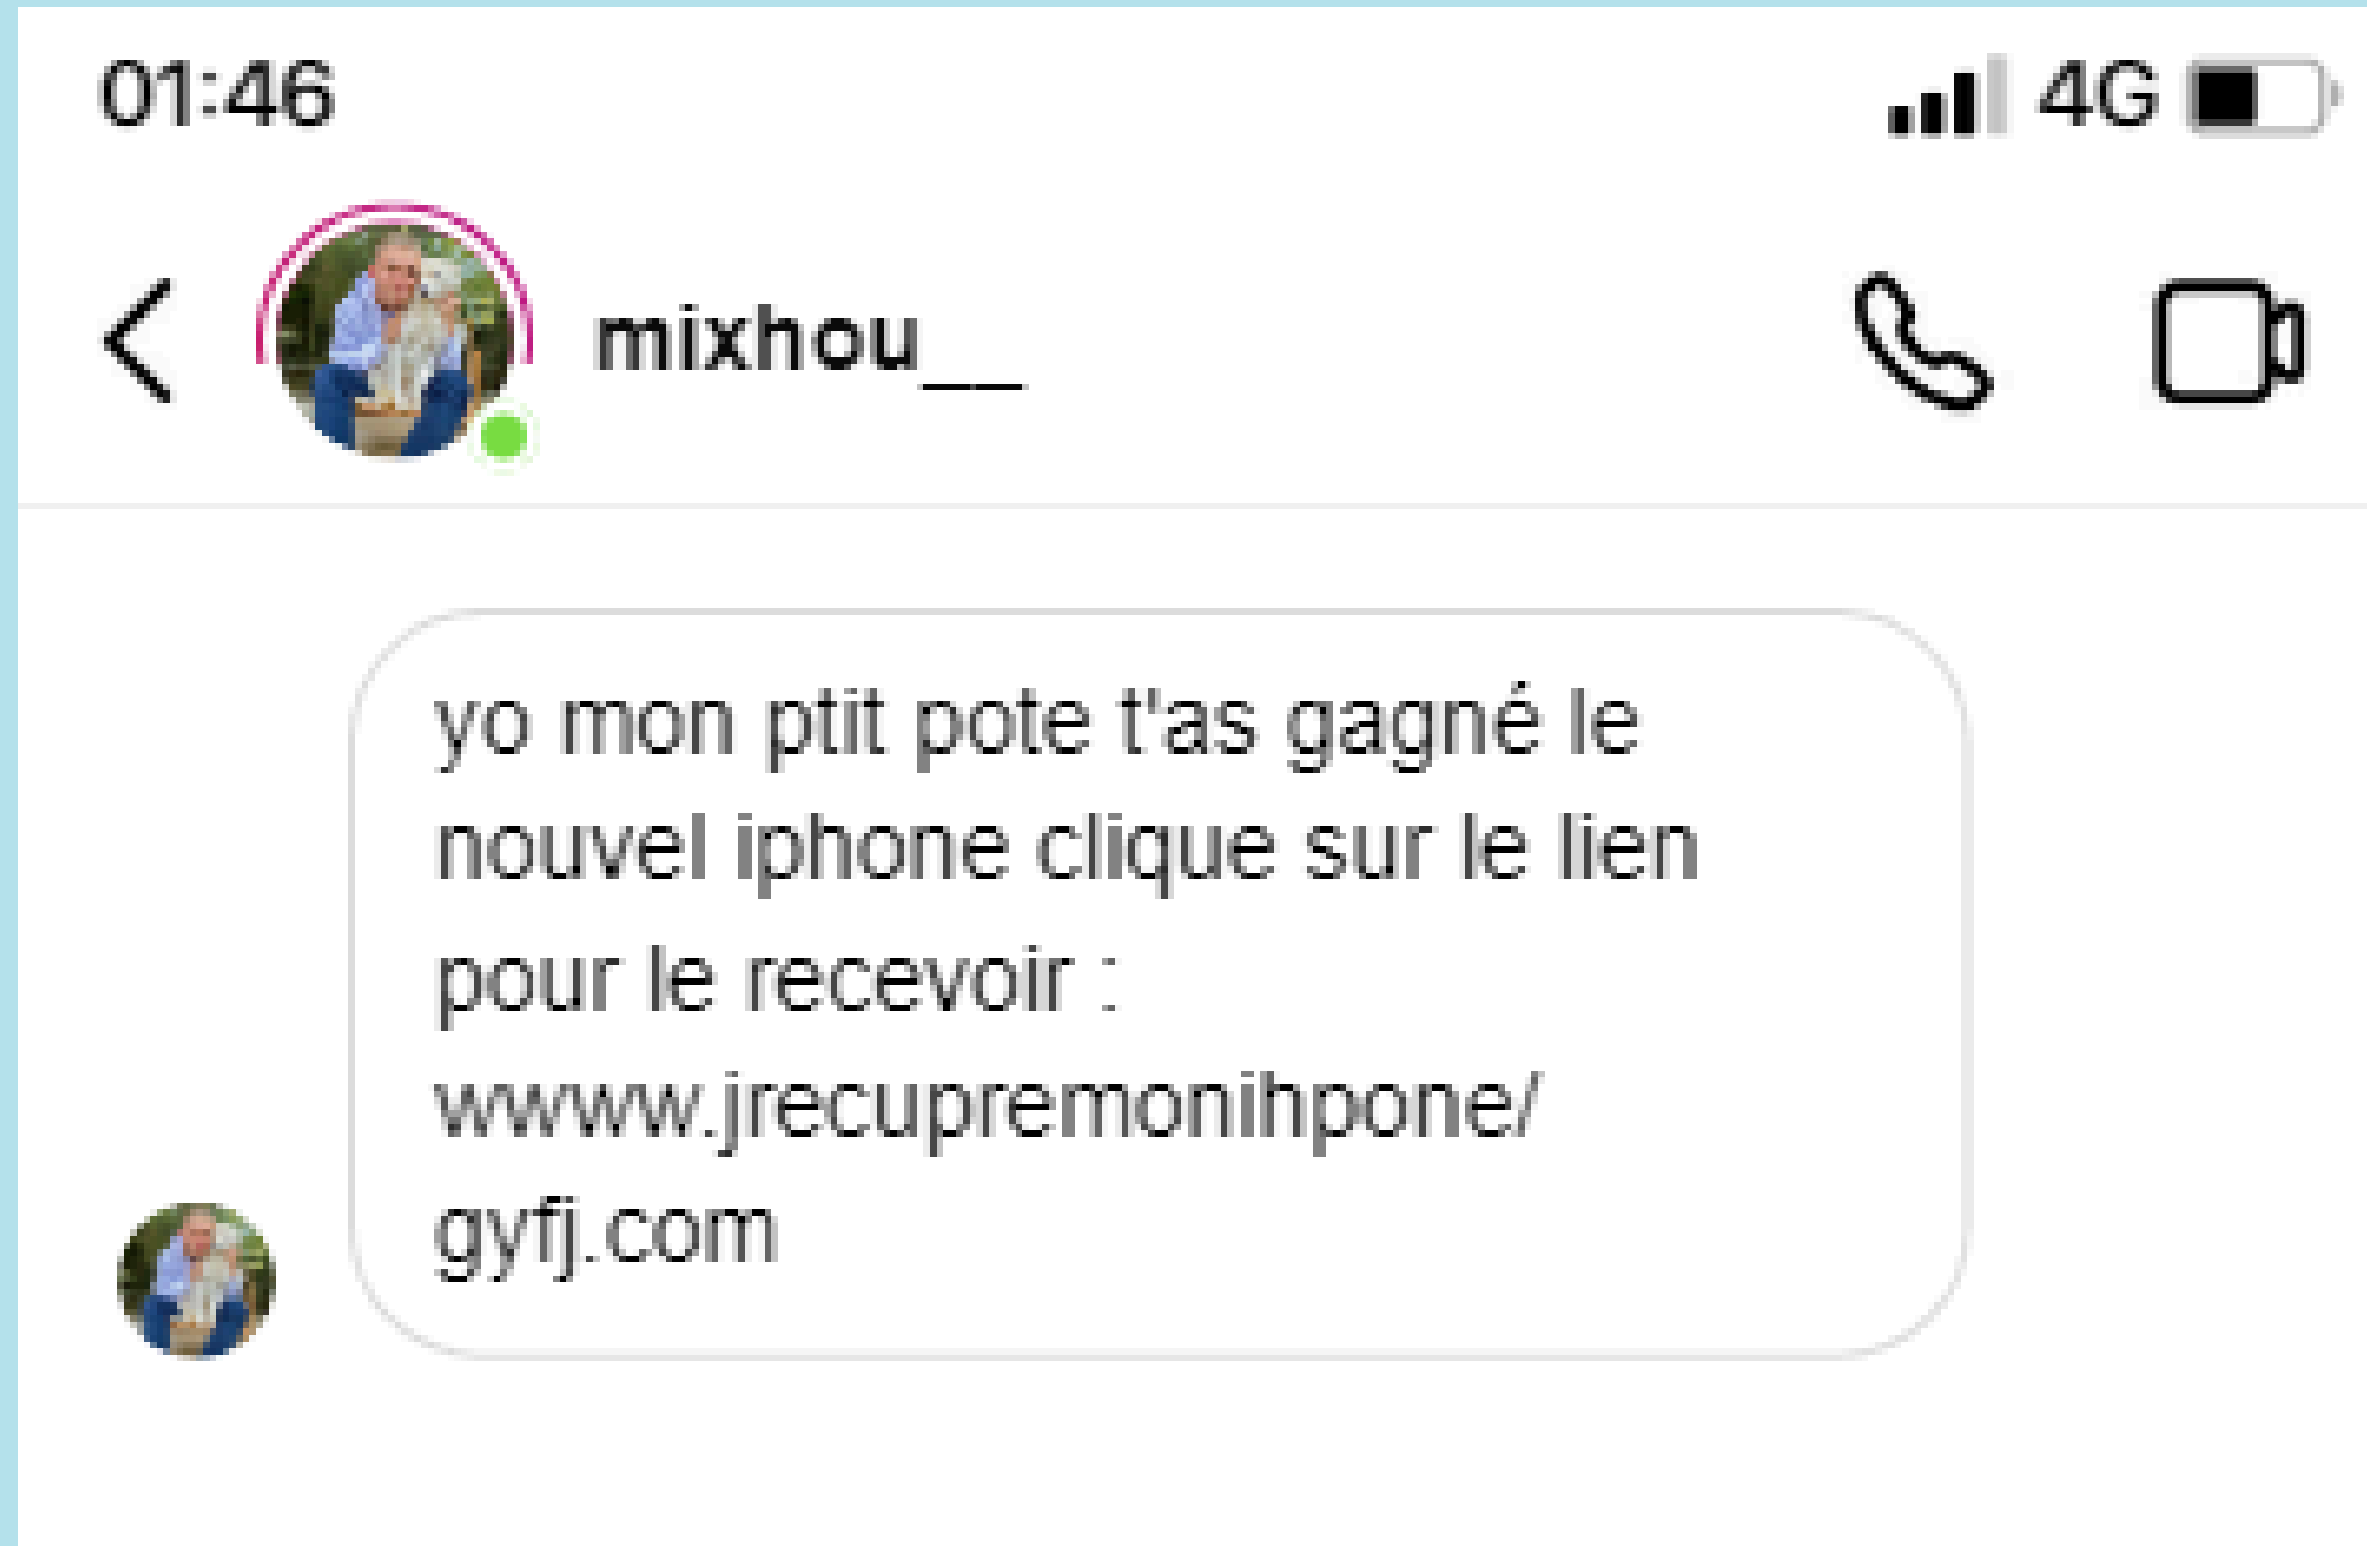 01:46
4G
mixhou__
yo mon ptit pote t'as gagné le
nouvel iphone clique sur le lien
pour le recevoir :
wwww.jrecupremonihpone/
gyfj.com